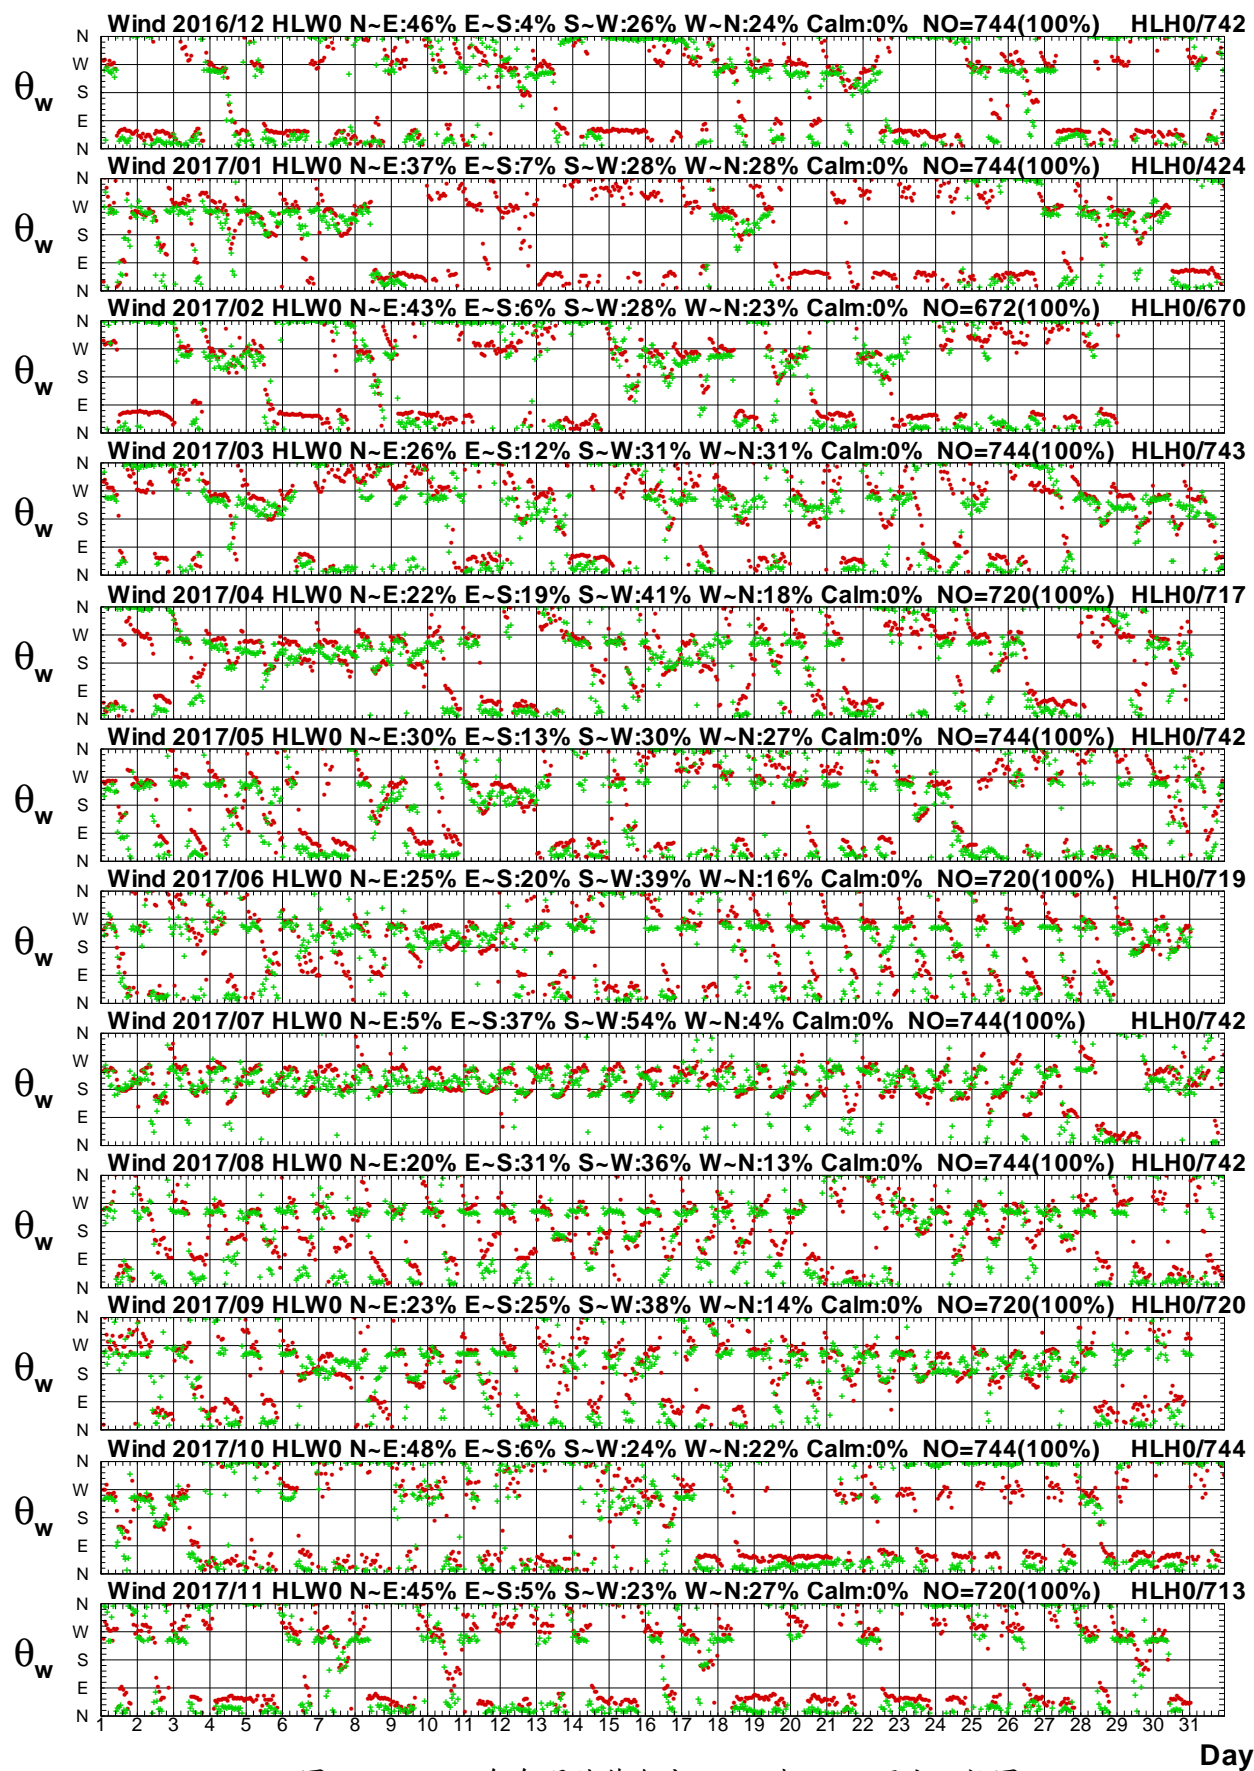 Wind 2016/12 HLW0 N~E:46% E~S:4% S~W:26% W~N:24% Calm:0% NO=744(100%) HLH0/742
N
W
θw S
E
N
Wind 2017/01 HLW0 N~E:37% E~S:7% S~W:28% W~N:28% Calm:0% NO=744(100%) HLH0/424
N
W
θw S
E
N
Wind 2017/02 HLW0 N~E:43% E~S:6% S~W:28% W~N:23% Calm:0% NO=672(100%) HLH0/670
N
W
θw S
E
N
Wind 2017/03 HLW0 N~E:26% E~S:12% S~W:31% W~N:31% Calm:0% NO=744(100%) HLH0/743
N
W
θw S
E
N
Wind 2017/04 HLW0 N~E:22% E~S:19% S~W:41% W~N:18% Calm:0% NO=720(100%) HLH0/717
N
W
θw S
E
N
Wind 2017/05 HLW0 N~E:30% E~S:13% S~W:30% W~N:27% Calm:0% NO=744(100%) HLH0/742
N
W
θw S
E
N
Wind 2017/06 HLW0 N~E:25% E~S:20% S~W:39% W~N:16% Calm:0% NO=720(100%) HLH0/719
N
W
θw S
E
N
Wind 2017/07 HLW0 N~E:5% E~S:37% S~W:54% W~N:4% Calm:0% NO=744(100%) HLH0/742
N
W
θw S
E
N
Wind 2017/08 HLW0 N~E:20% E~S:31% S~W:36% W~N:13% Calm:0% NO=744(100%) HLH0/742
N
W
θw S
E
N
Wind 2017/09 HLW0 N~E:23% E~S:25% S~W:38% W~N:14% Calm:0% NO=720(100%) HLH0/720
N
W
θw S
E
N
Wind 2017/10 HLW0 N~E:48% E~S:6% S~W:24% W~N:22% Calm:0% NO=744(100%) HLH0/744
N
W
θw S
E
N
Wind 2017/11 HLW0 N~E:45% E~S:5% S~W:23% W~N:27% Calm:0% NO=720(100%) HLH0/713
N
W
θw S
E
N
1 2 3 4 5 6 7 8 9 10 11 12 13 14 15 16 17 18 19 20 21 22 23 24 25 26 27 28 29 30 31
Day